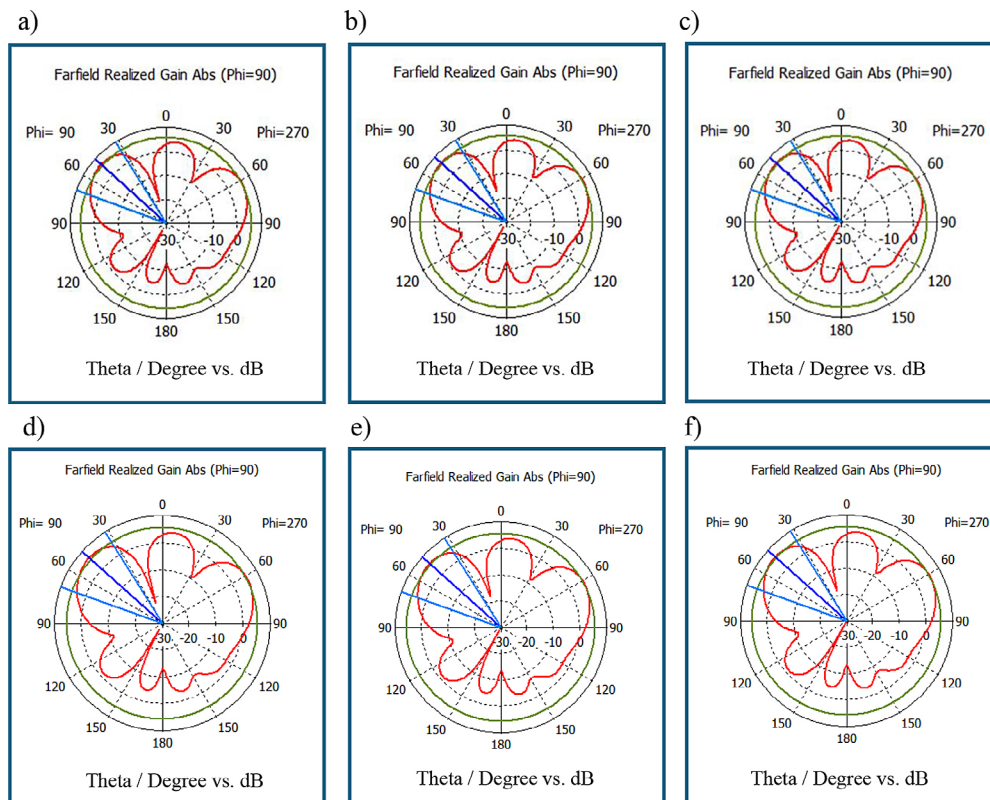 a)
Farfield Realized Gain Abs (Phi=90)
0
30 30
Phi= 90 Phi=270
60 60
90 90
-30 -10 0
120 120
150 150
180
Theta / Degree vs. dB
b)
Farfield Realized Gain Abs (Phi=90)
0
30 30
Phi= 90 Phi=270
60 60
90 90
30 -10 0
120 120
150 150
180
Theta / Degree vs. dB
c)
Farfield Realized Gain Abs (Phi=90)
0
30 30
Phi= 90 Phi=270
60 60
90 90
30 -10 0
120 120
150 150
180
Theta / Degree vs. dB
d)
Farfield Realized Gain Abs (Phi=90)
0
30 30
Phi= 90 Phi=270
60 60
90 90
30 -20 -10 0
120 120
150 150
180
Theta / Degree vs. dB
e)
Farfield Realized Gain Abs (Phi=90)
0
30 30
Phi= 90 Phi=270
60 60
90 90
30 -20 -10 0
120 120
150 150
180
Theta / Degree vs. dB
f)
Farfield Realized Gain Abs (Phi=90)
0
30 30
Phi= 90 Phi=270
60 60
90 90
30 -20 -10 0
120 120
150 150
180
Theta / Degree vs. dB